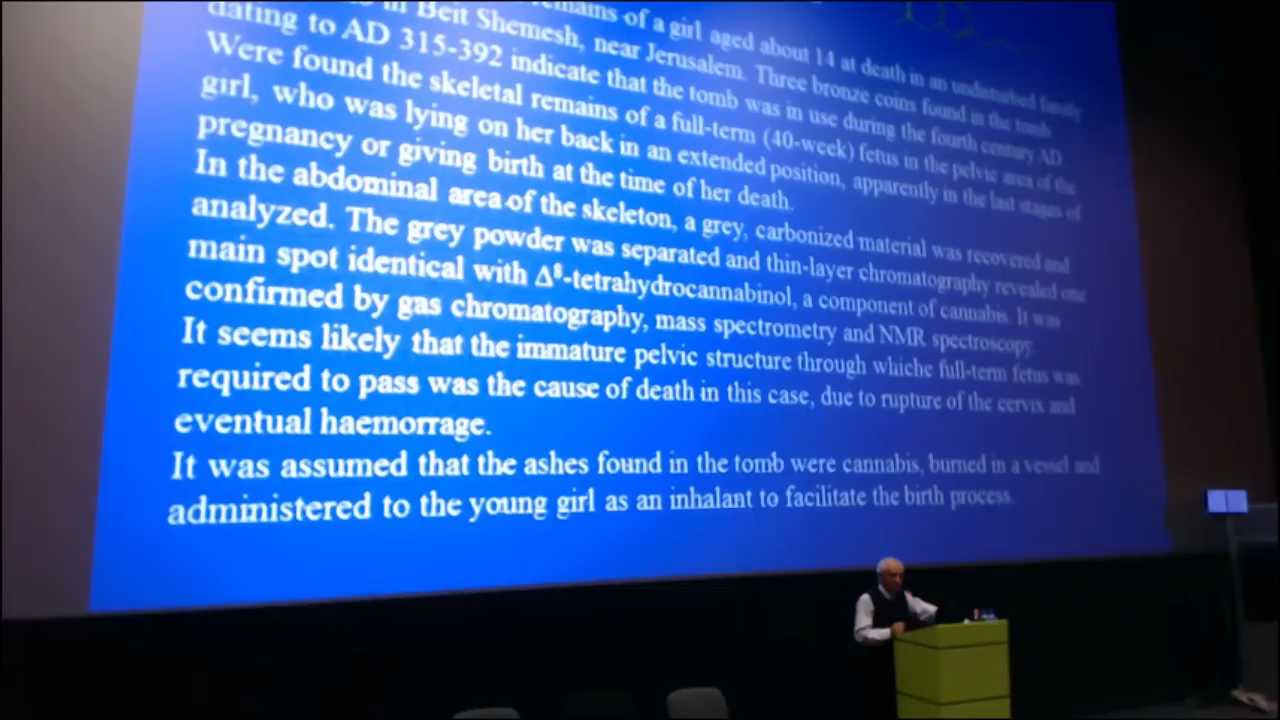 in Beit Shemesh, near Jerusalem. Three bronze coins found in the tomb
remains of a girl aged about 14 at death in an undisturbed family
dating to AD 315-392 indicate that the tomb was in use during the fourth century AD
Were found the skeletal remains of a full-term (40-week) fetus in the pelvic area of the
girl, who was lying on her back in an extended position, apparently in the last stages of
pregnancy or giving birth at the time of her death.
In the abdominal area of the skeleton, a grey, carbonized material was recovered and
analyzed. The grey powder was separated and thin-layer chromatography revealed one
main spot identical with Δ⁸-tetrahydrocannabinol, a component of cannabis. It was
confirmed by gas chromatography, mass spectrometry and NMR spectroscopy.
It seems likely that the immature pelvic structure through whiche full-term fetus was
required to pass was the cause of death in this case, due to rupture of the cervix and
eventual haemorrage.
It was assumed that the ashes found in the tomb were cannabis, burned in a vessel and
administered to the young girl as an inhalant to facilitate the birth process.